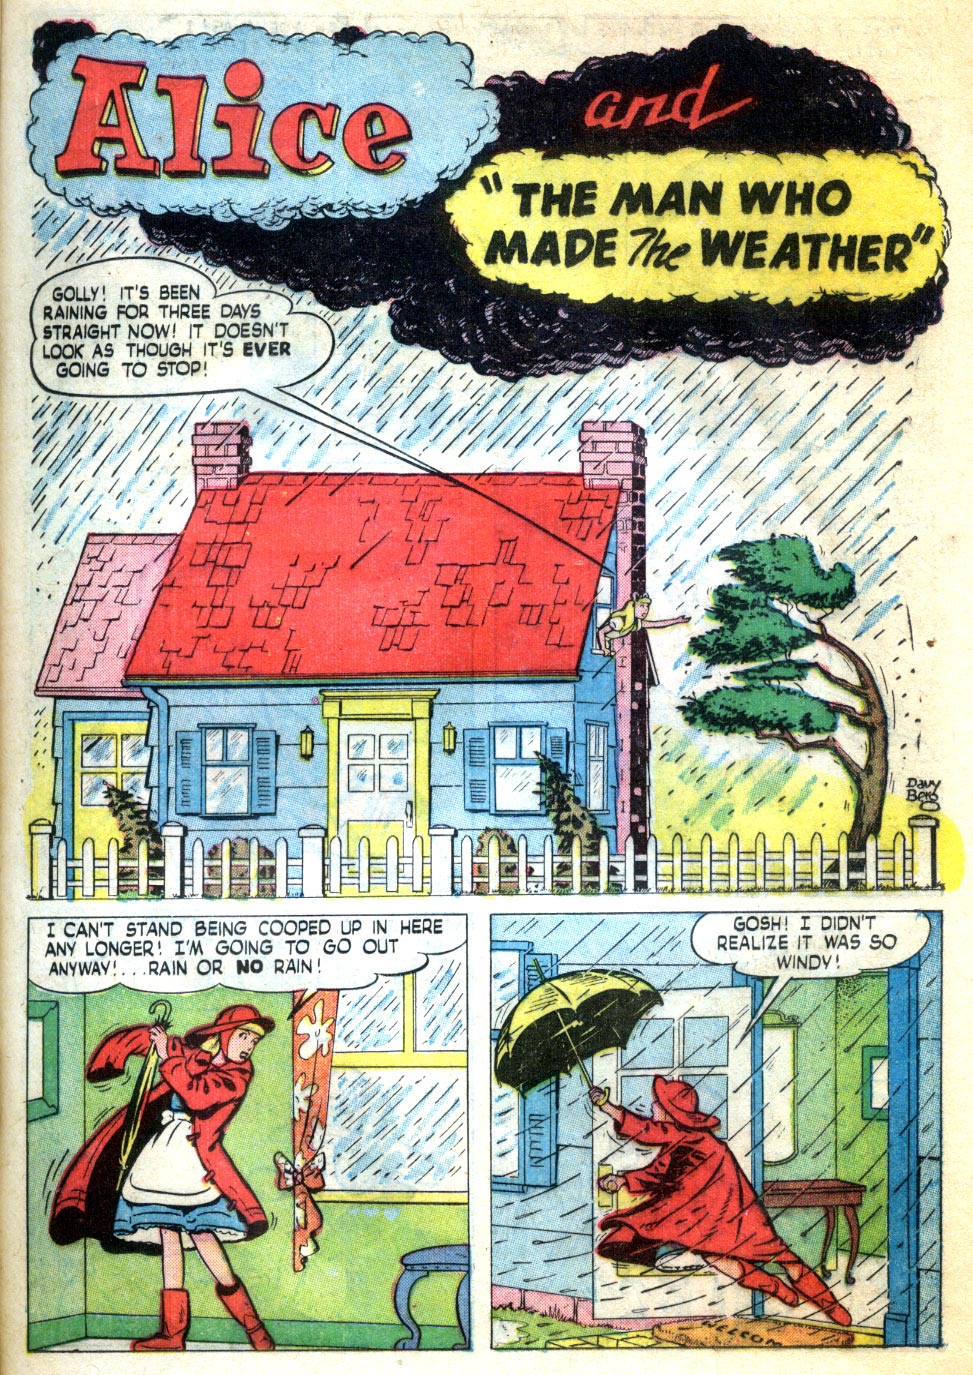 Alice
and
"THE MAN WHO
MADE The WEATHER"
GOLLY! IT'S BEEN
RAINING FOR THREE DAYS
STRAIGHT NOW! IT DOESN'T
LOOK AS THOUGH IT'S EVER
GOING TO STOP!
Davy
Berg
I CAN'T STAND BEING COOPED UP IN HERE
ANY LONGER! I'M GOING TO GO OUT
ANYWAY!...RAIN OR NO RAIN!
GOSH! I DIDN'T
REALIZE IT WAS SO
WINDY!
WELCOM